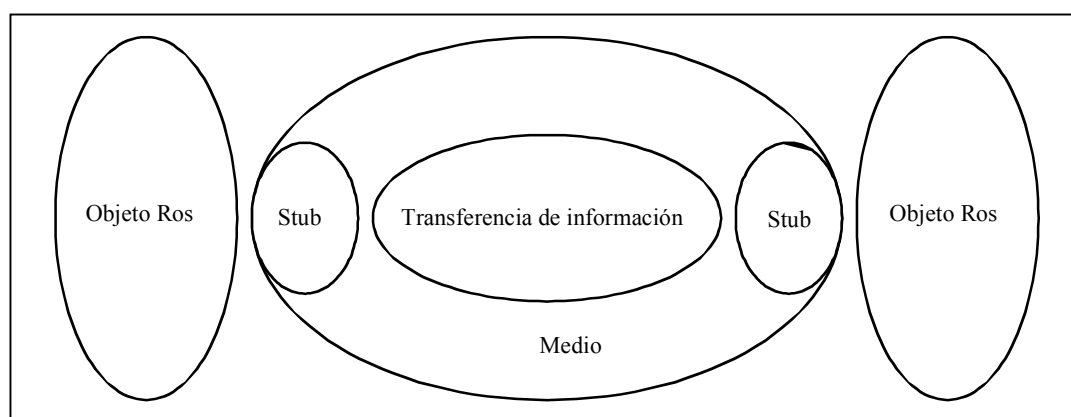 Objeto Ros
Stub
Transferencia de información
Stub
Objeto Ros
Medio